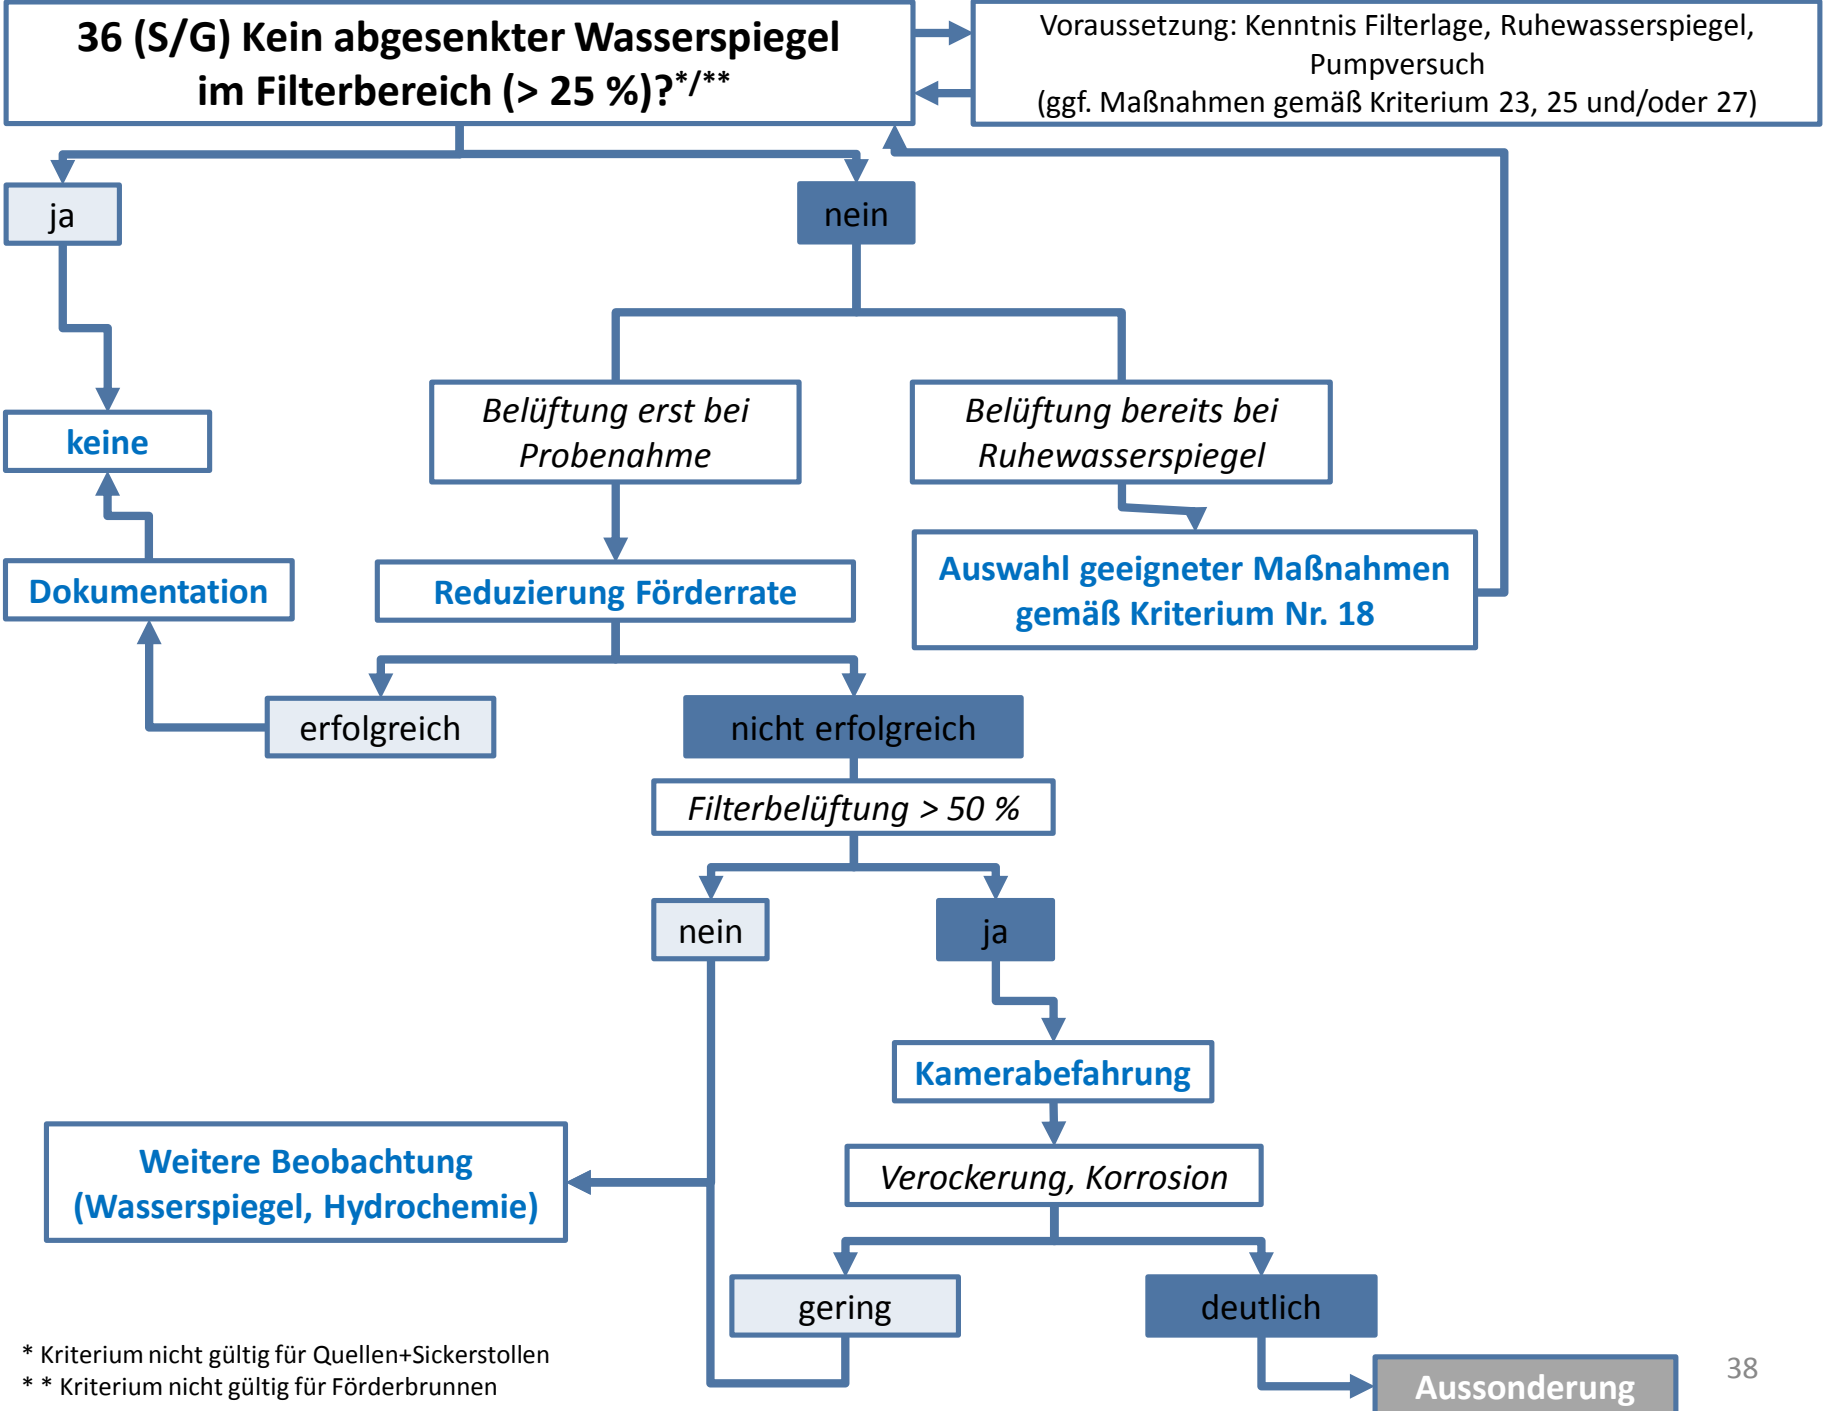 36 (S/G) Kein abgesenkter Wasserspiegel
im Filterbereich (> 25 %)?*/**
Voraussetzung: Kenntnis Filterlage, Ruhewasserspiegel,
Pumpversuch
(ggf. Maßnahmen gemäß Kriterium 23, 25 und/oder 27)
ja
nein
Belüftung erst bei
Probenahme
Belüftung bereits bei
Ruhewasserspiegel
keine
Dokumentation
Reduzierung Förderrate
Auswahl geeigneter Maßnahmen
gemäß Kriterium Nr. 18
erfolgreich
nicht erfolgreich
Filterbelüftung > 50 %
nein
ja
Kamerabefahrung
Weitere Beobachtung
(Wasserspiegel, Hydrochemie)
Verockerung, Korrosion
gering
deutlich
Aussonderung
* Kriterium nicht gültig für Quellen+Sickerstollen
* * Kriterium nicht gültig für Förderbrunnen
38